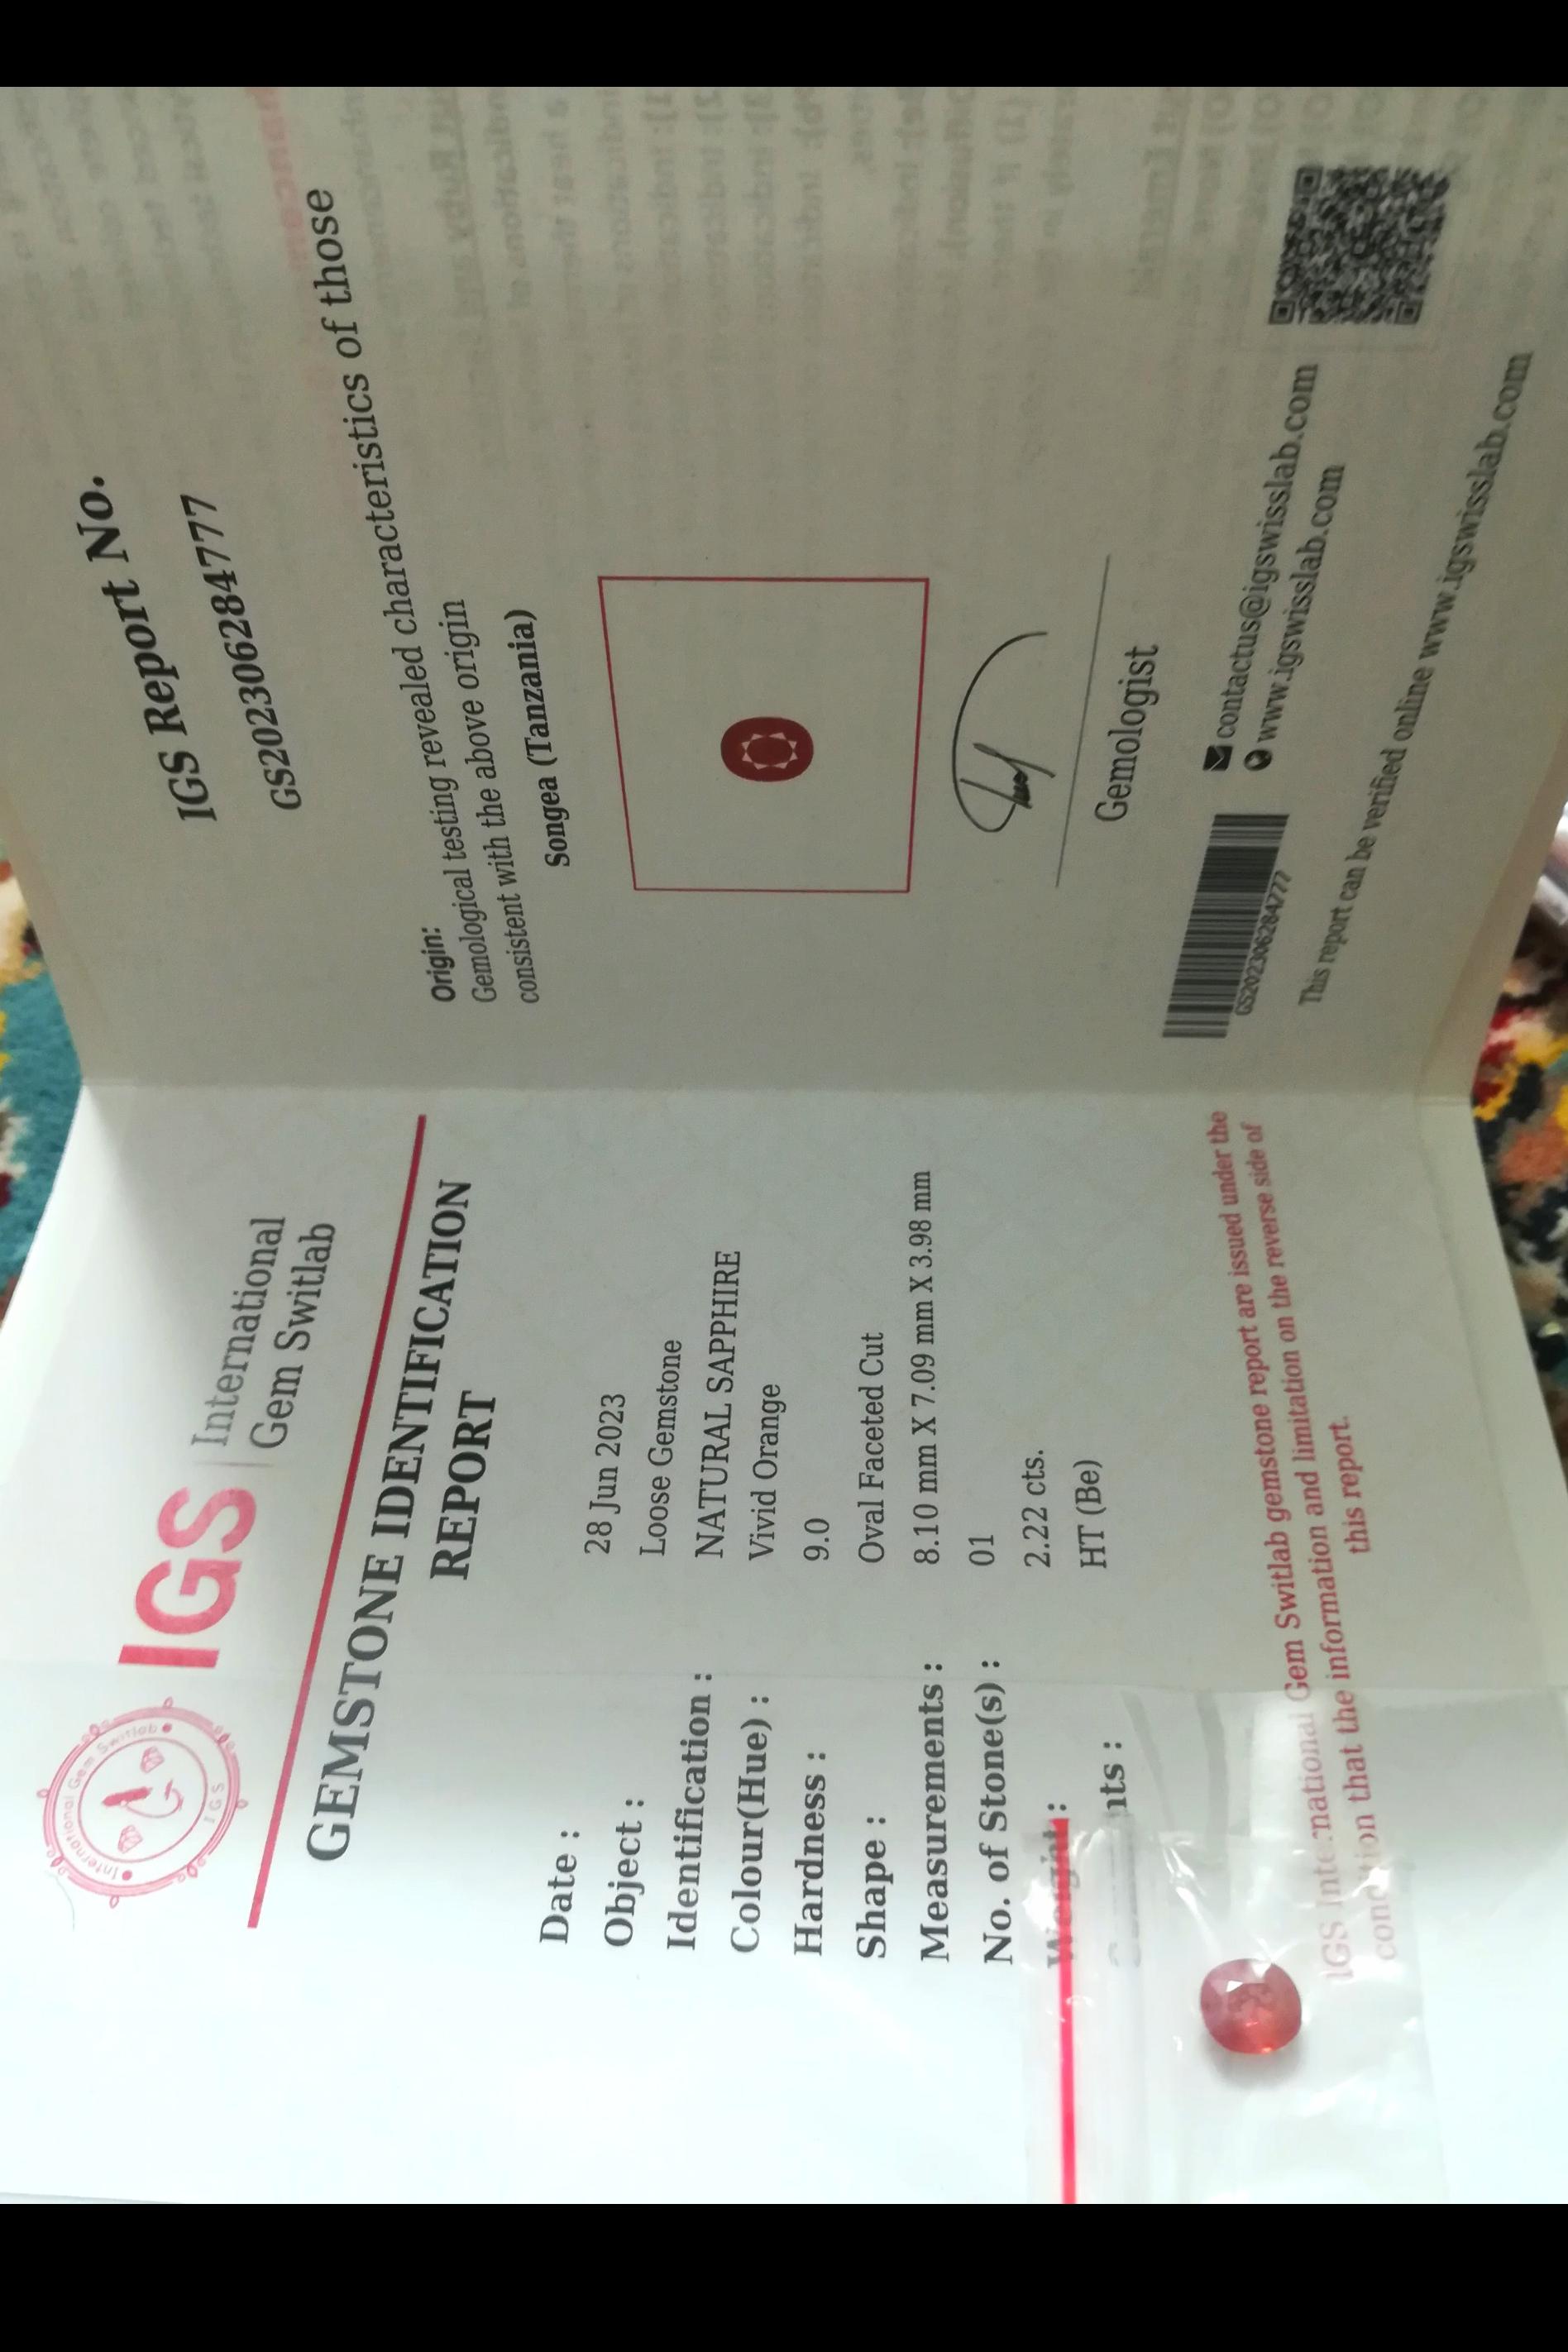 IGS
International
Gem Switlab
International Gem Switlab
IGS
GEMSTONE IDENTIFICATION
REPORT
Date : 28 Jun 2023
Object : Loose Gemstone
Identification : NATURAL SAPPHIRE
Colour(Hue) : Vivid Orange
Hardness : 9.0
Shape : Oval Faceted Cut
Measurements : 8.10 mm X 7.09 mm X 3.98 mm
No. of Stone(s) : 01
Weight : 2.22 cts.
nts : HT (Be)
IGS International Gem Switlab gemstone report are issued under the
condition that the information and limitation on the reverse side of
this report.
IGS Report No.
GS202306284777
Origin:
Gemological testing revealed characteristics of those
consistent with the above origin
Songea (Tanzania)
Gemologist
GS202306284777
contactus@igswisslab.com
www.igswisslab.com
This report can be verified online www.igswisslab.com